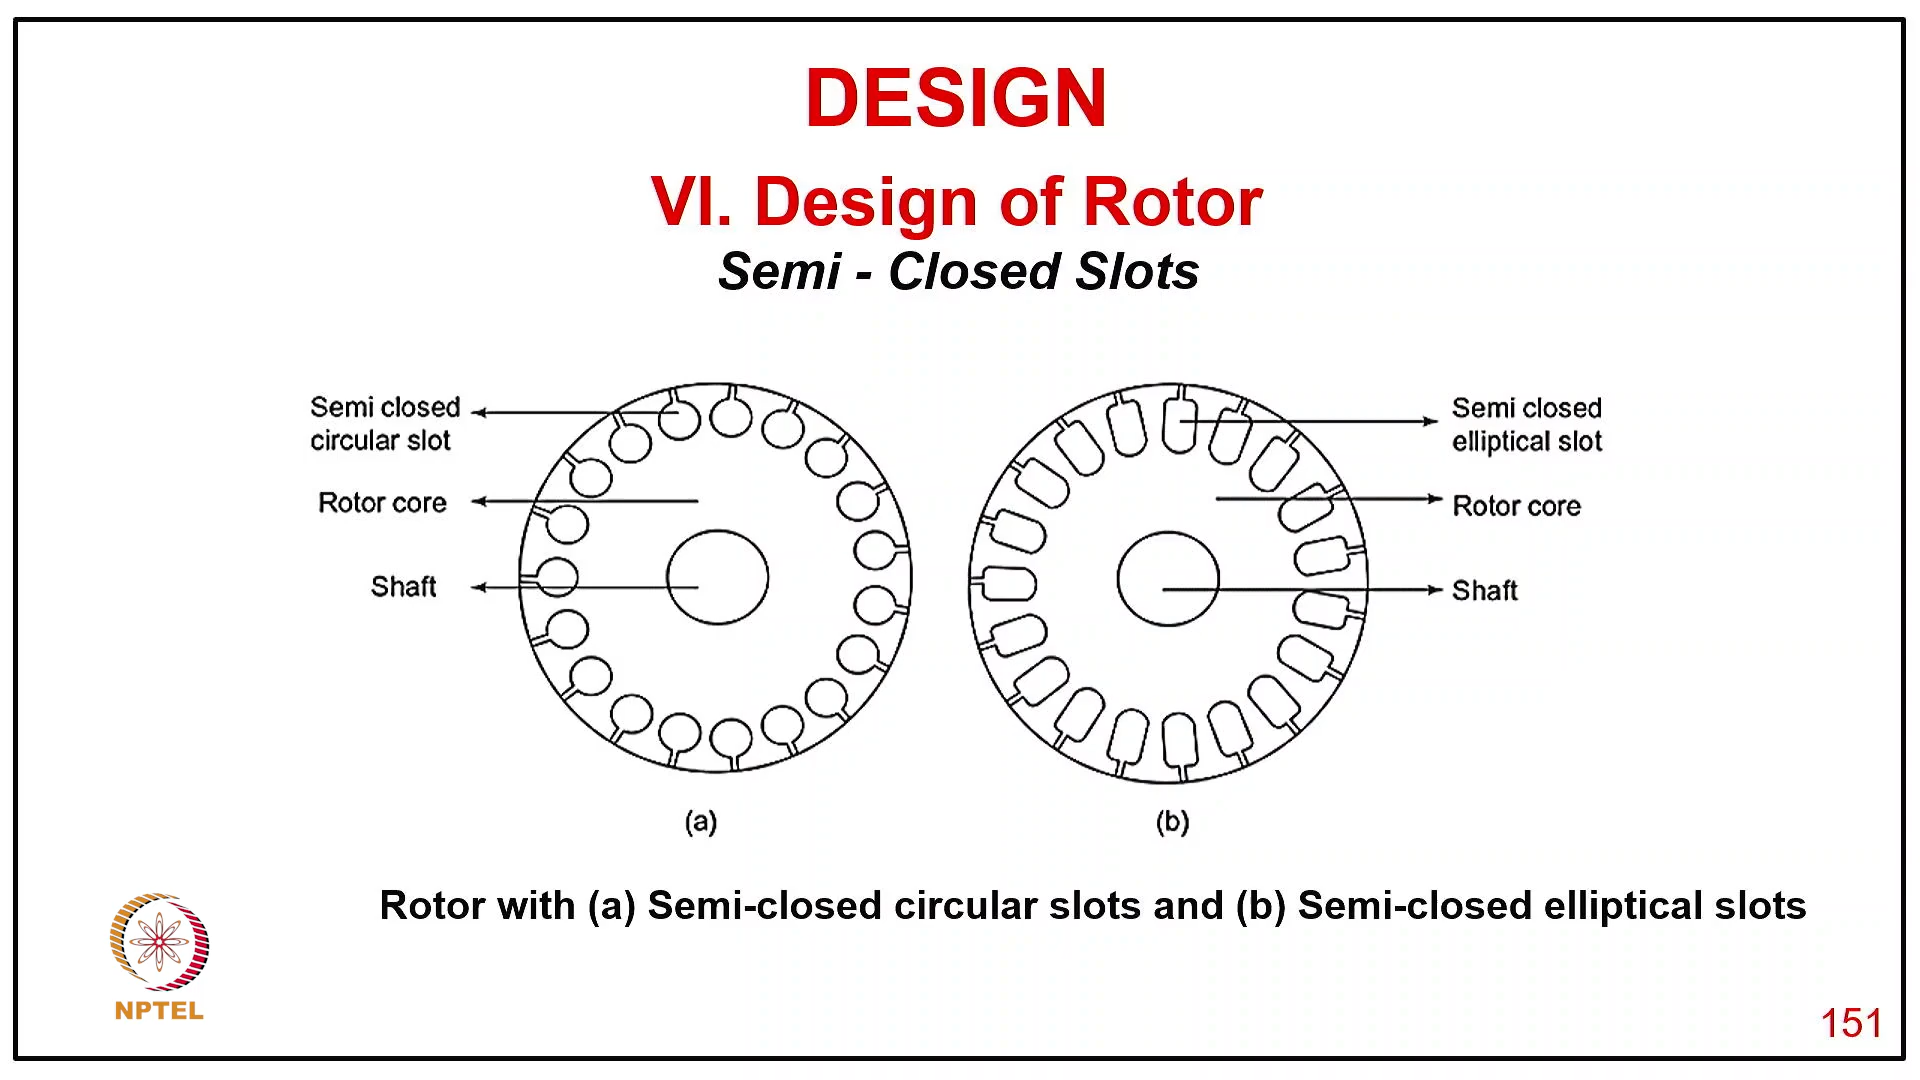 DESIGN
VI. Design of Rotor
Semi - Closed Slots
Semi closed
circular slot
Rotor core
Shaft
Semi closed
elliptical slot
Rotor core
Shaft
(a)
(b)
Rotor with (a) Semi-closed circular slots and (b) Semi-closed elliptical slots
NPTEL
151